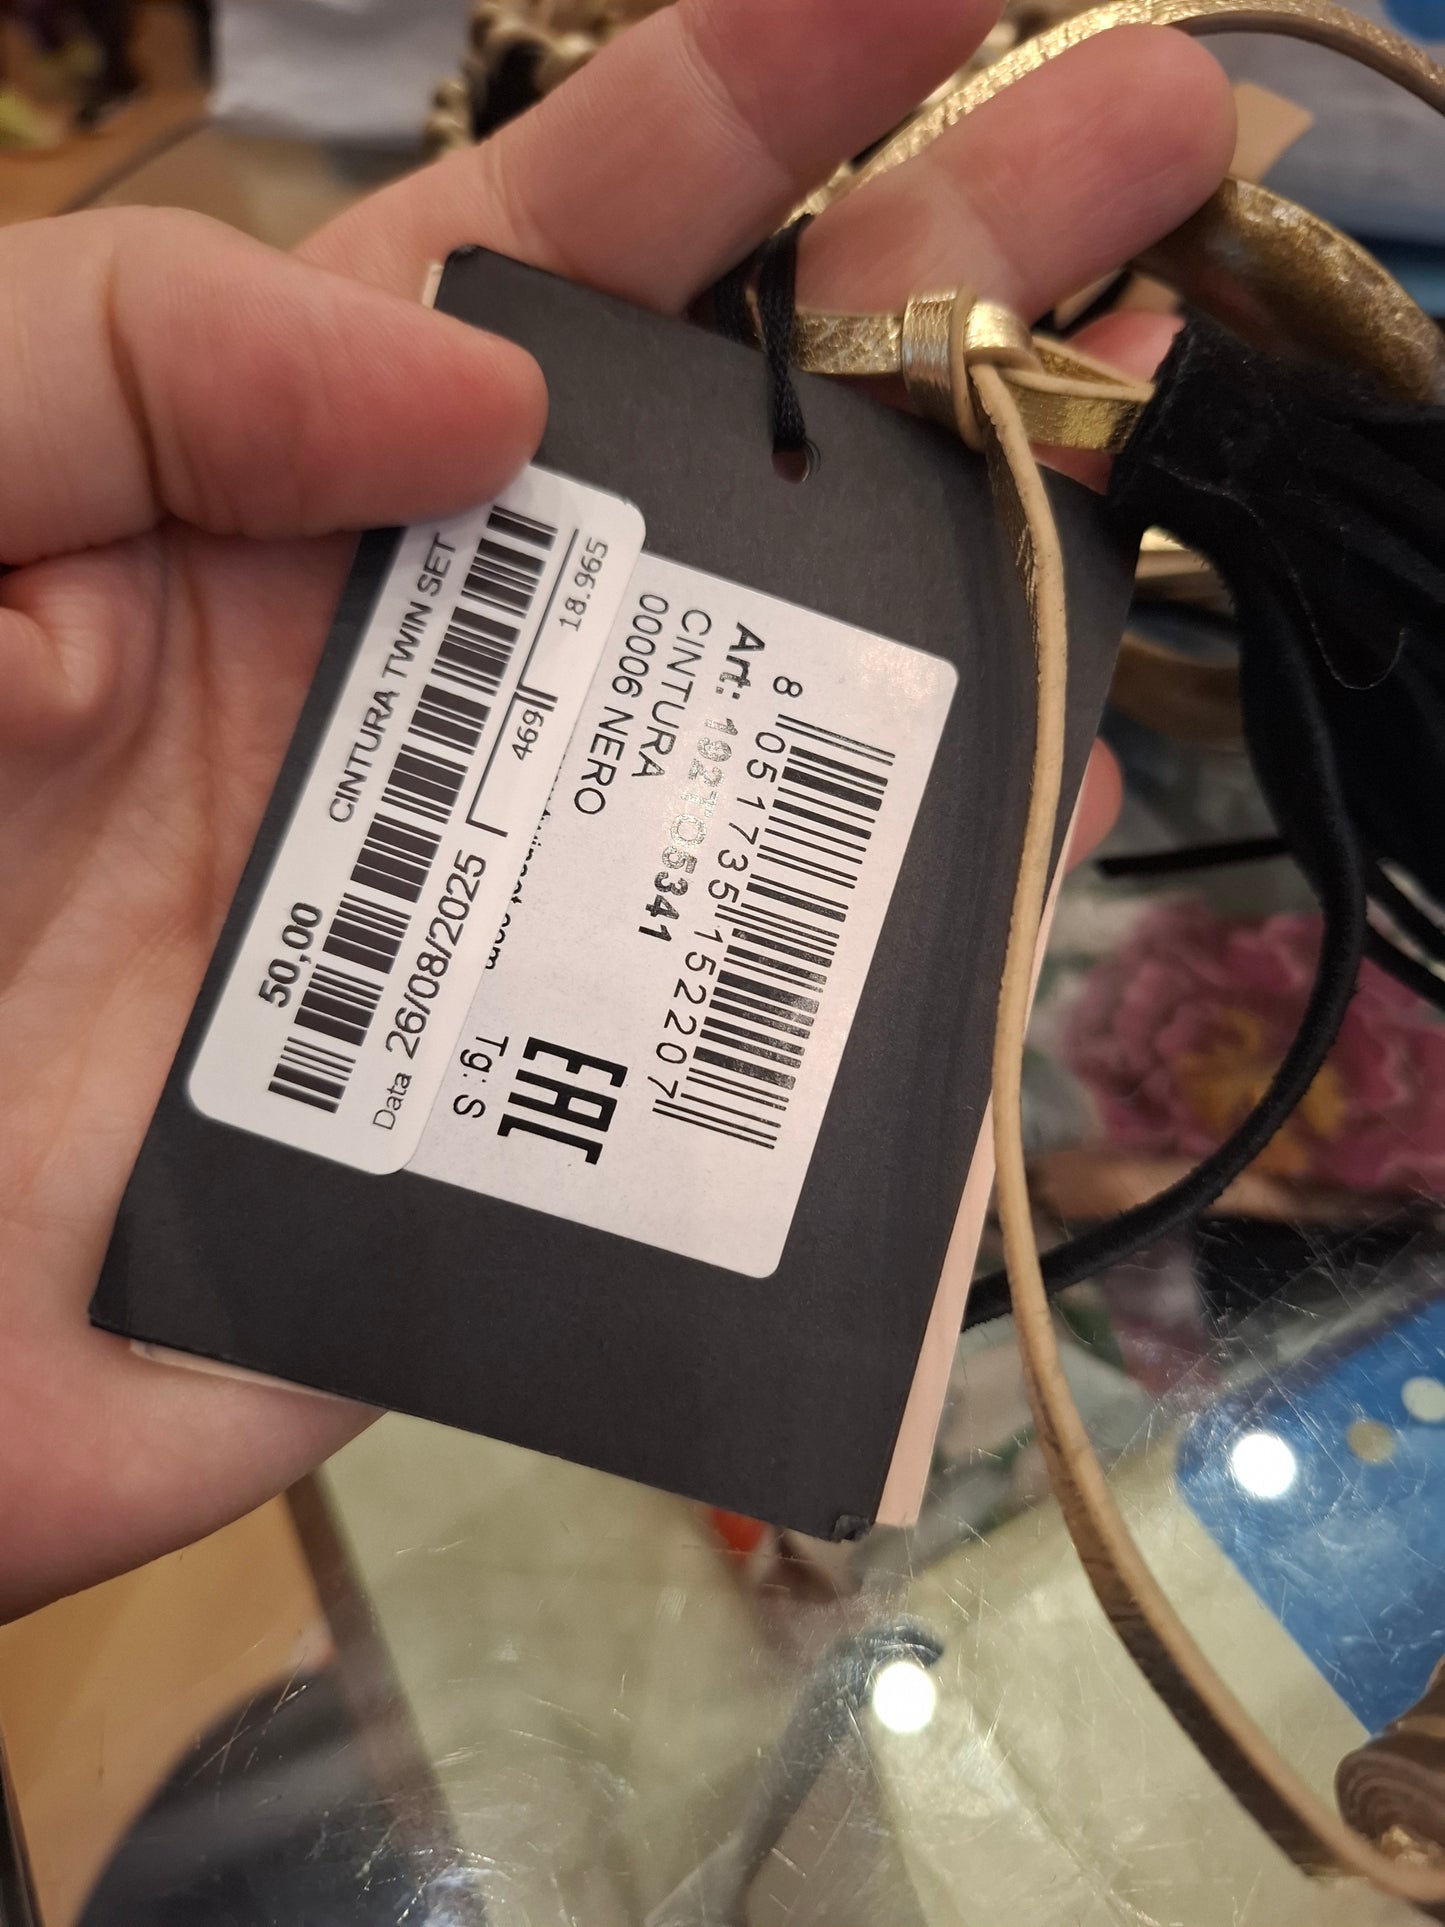 CINTURA TWIN SET
50,00
Data 26/08/2025
469
18.965
8 051735 152207
Art: 192TO5341
CINTURA
00006 NERO
Tg: S
EAC